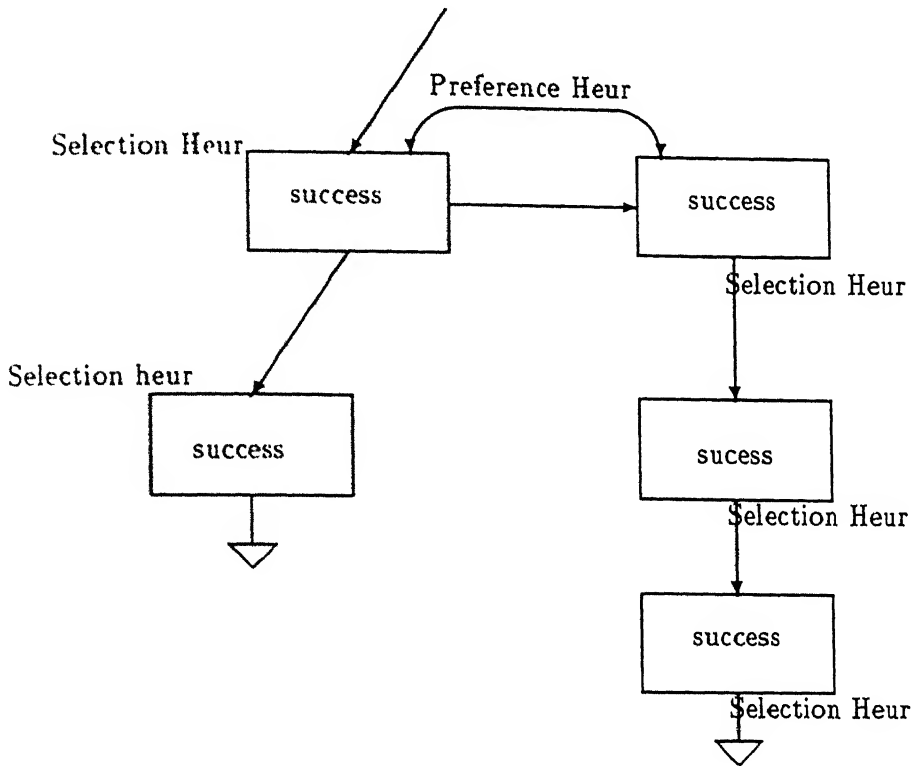 Preference Heur
Selection Heur
success
success
Selection Heur
Selection heur
success
sucess
Selection Heur
success
Selection Heur